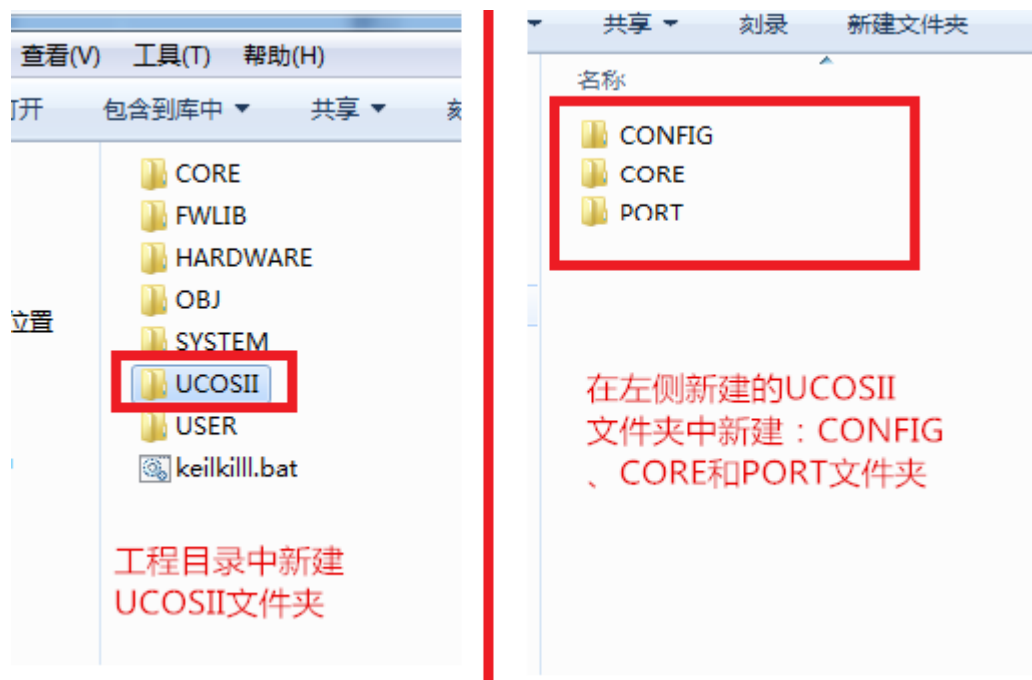 查看(V) 工具(T) 帮助(H)
打开 包含到库中 共享
CORE
FWLIB
HARDWARE
OBJ
位置
SYSTEM
UCOSII
USER
keilkilll.bat
工程目录中新建
UCOSII文件夹
共享 刻录 新建文件夹
名称
CONFIG
CORE
PORT
在左侧新建的UCOSII
文件夹中新建：CONFIG
、CORE和PORT文件夹